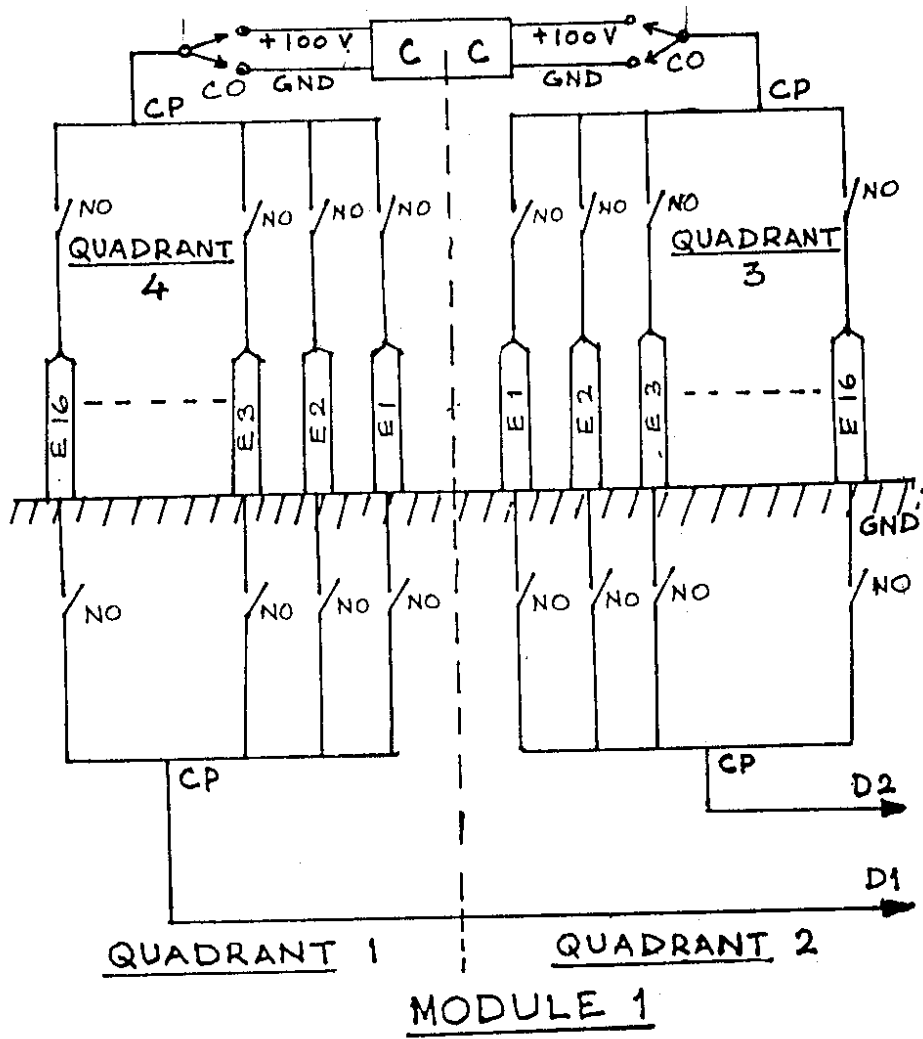 +100V C C +100V
CO GND GND CO
CP CP
NO NO NO NO NO NO NO NO
QUADRANT
4
QUADRANT
3
E16 E3 E2 E1 E1 E2 E3 E16
GND
NO NO NO NO NO NO NO NO
CP CP
D2
D1
QUADRANT 1 QUADRANT 2
MODULE 1